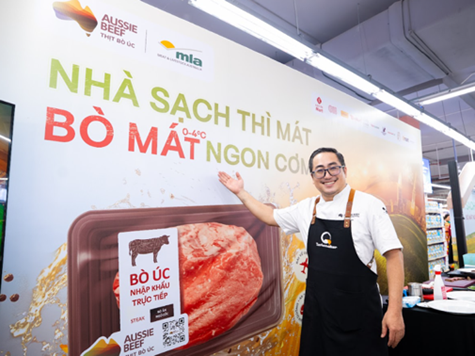 AUSSIE
BEEF
THỊT BÒ ÚC
mla
NHÀ SẠCH THÌ MÁT
0-4°C
BÒ MÁT NGON CƠM
BÒ ÚC
NHẬP KHẨU
TRỰC TIẾP
STEAK
AUSSIE
BEEF
THỊT BÒ ÚC